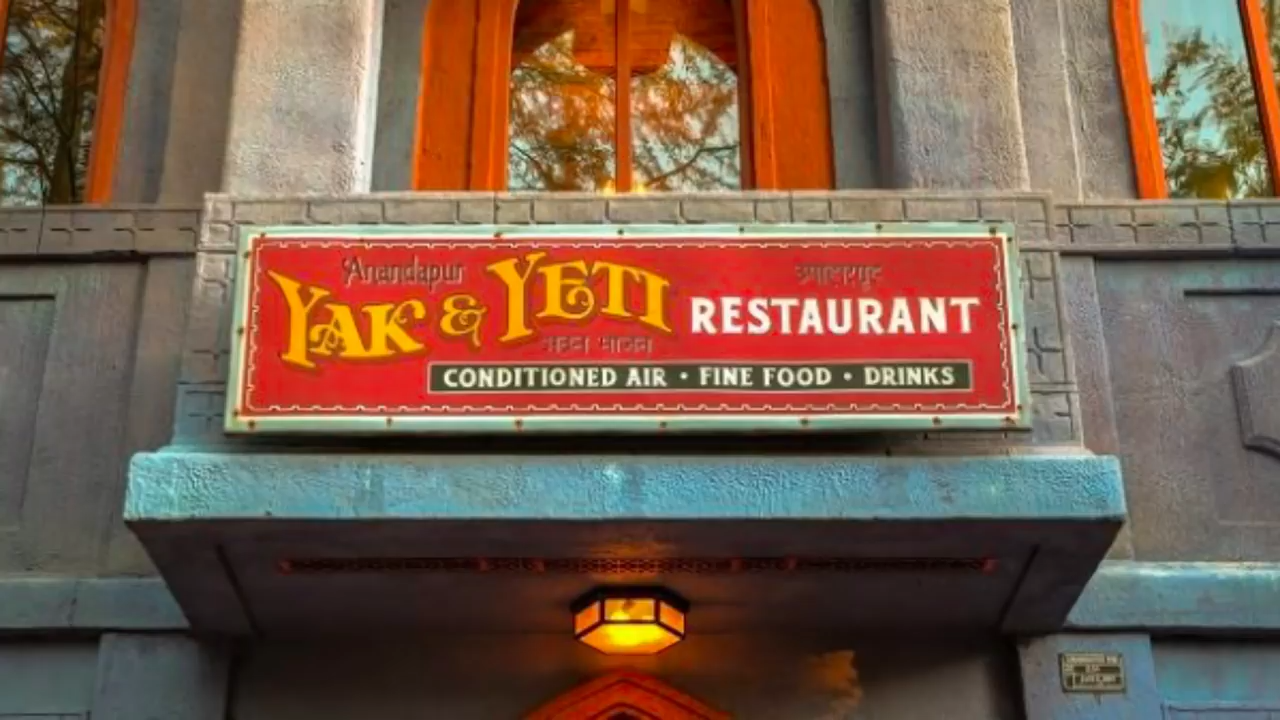 Anandapur
YAK & YETI RESTAURANT
CONDITIONED AIR • FINE FOOD • DRINKS